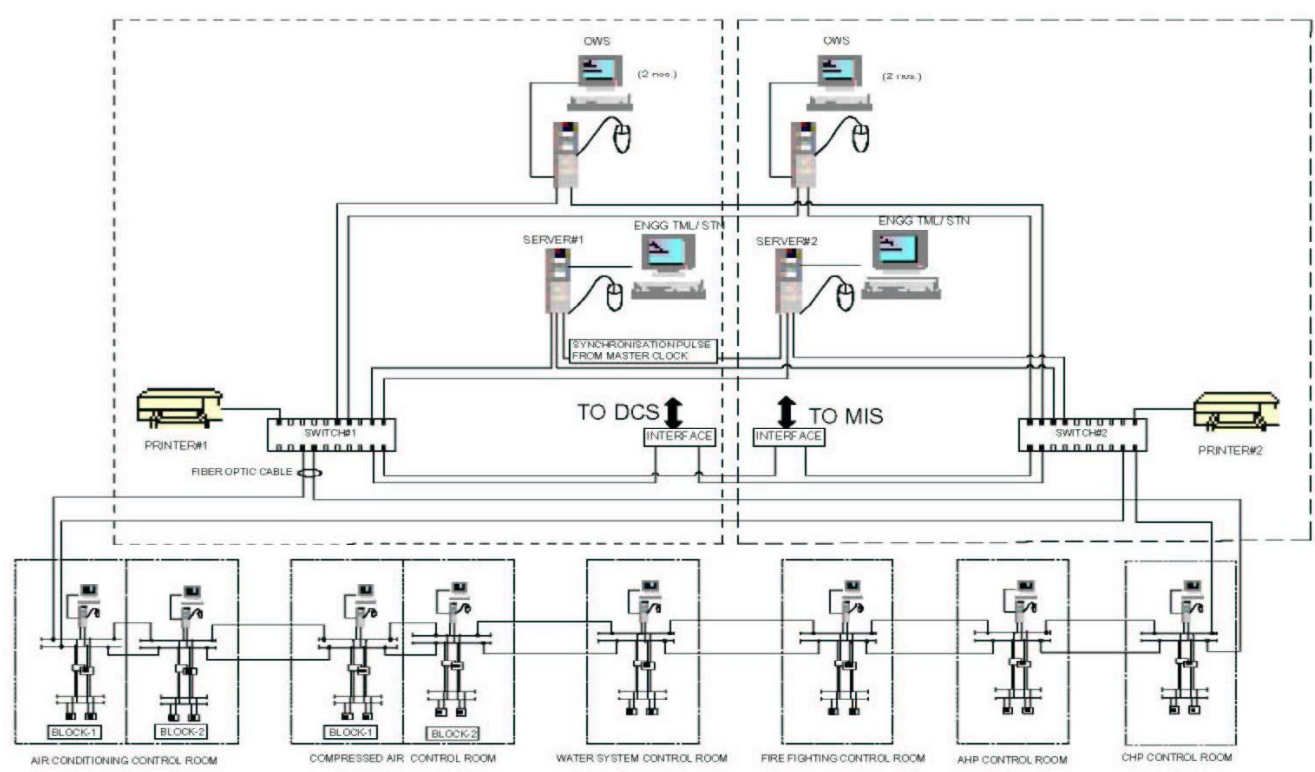 OWS
(2 nos.)
OWS
(2 nos.)
ENGG TML/ STN
SERVER#1
ENGG TML/ STN
SERVER#2
SYNCHRONISATION PULSE
FROM MASTER CLOCK
TO DCS
TO MIS
PRINTER#1
SWITCH#1
INTERFACE
INTERFACE
SWITCH#2
PRINTER#2
FIBER OPTIC CABLE
BLOCK-1
BLOCK-2
BLOCK-1
BLOCK-2
AIR CONDITIONING CONTROL ROOM
COMPRESSED AIR CONTROL ROOM
WATER SYSTEM CONTROL ROOM
FIRE FIGHTING CONTROL ROOM
AHP CONTROL ROOM
CHP CONTROL ROOM